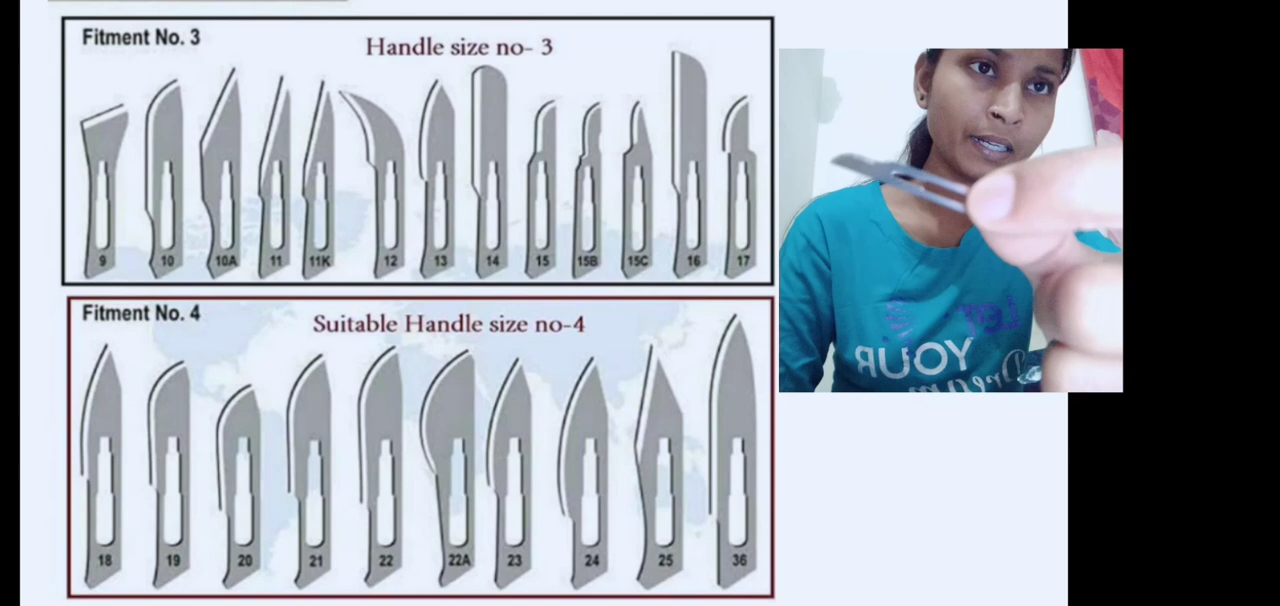 Fitment No. 3
Handle size no- 3
9 10 10A 11 11K 12 13 14 15 15B 15C 16 17
Fitment No. 4
Suitable Handle size no-4
18 19 20 21 22 22A 23 24 25 36
YOUR
Dream